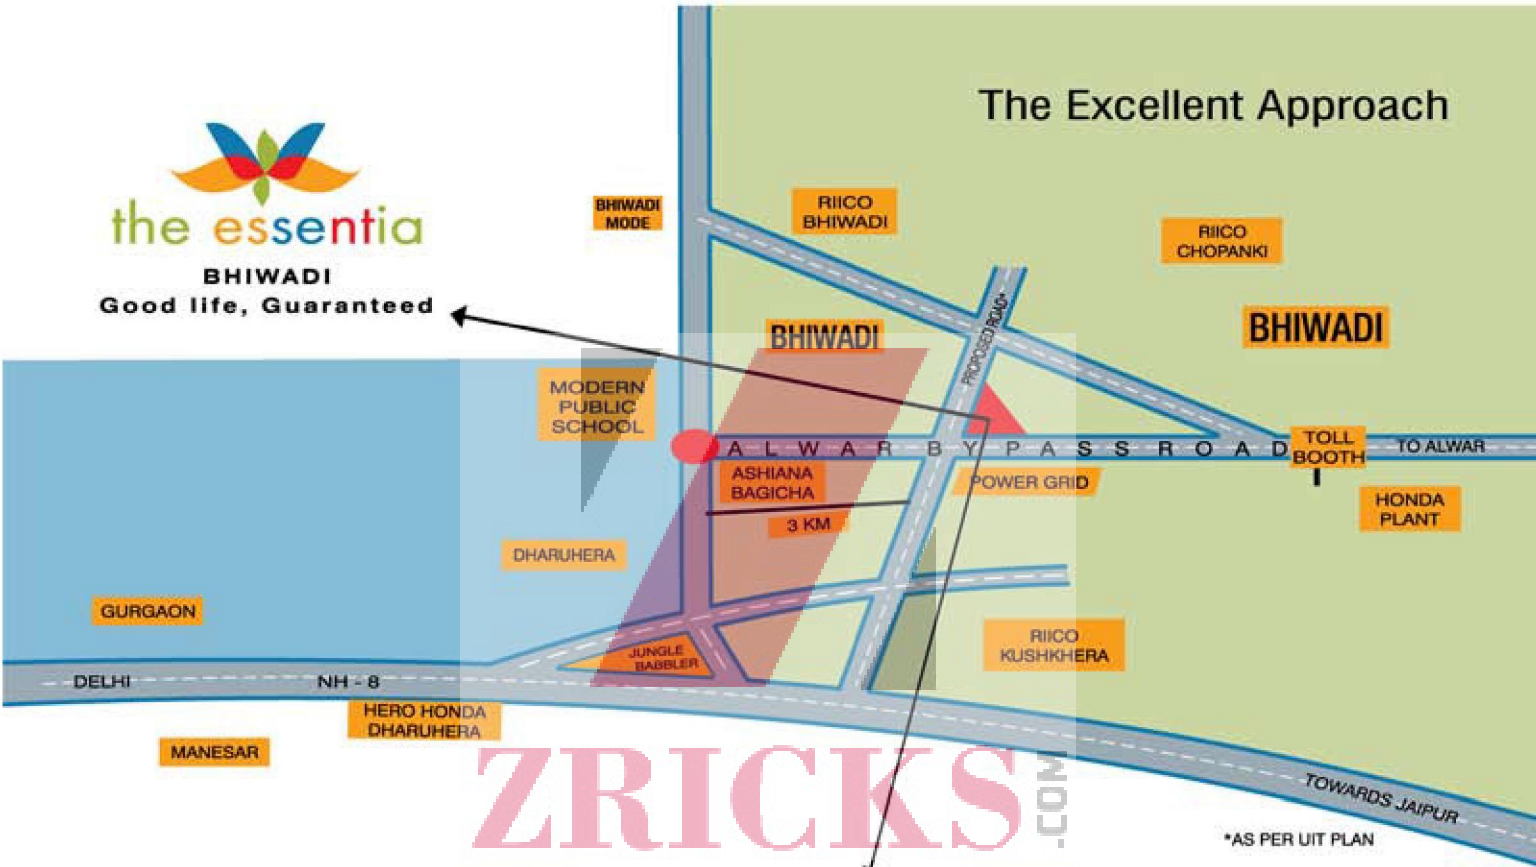 The Excellent Approach
the essentia
BHIWADI
Good life, Guaranteed
BHIWADI
MODE
RIICO
BHIWADI
RIICO
CHOPANKI
BHIWADI
BHIWADI
PROPOSED ROAD*
MODERN
PUBLIC
SCHOOL
ALWAR BYPASS ROAD
TOLL
BOOTH
TO ALWAR
ASHIANA
BAGICHA
POWER GRID
3 KM
HONDA
PLANT
DHARUHERA
GURGAON
RIICO
KUSHKHERA
JUNGLE
BABBLER
DELHI
NH - 8
HERO HONDA
DHARUHERA
MANESAR
TOWARDS JAIPUR
*AS PER UIT PLAN
ZRICKS
.COM